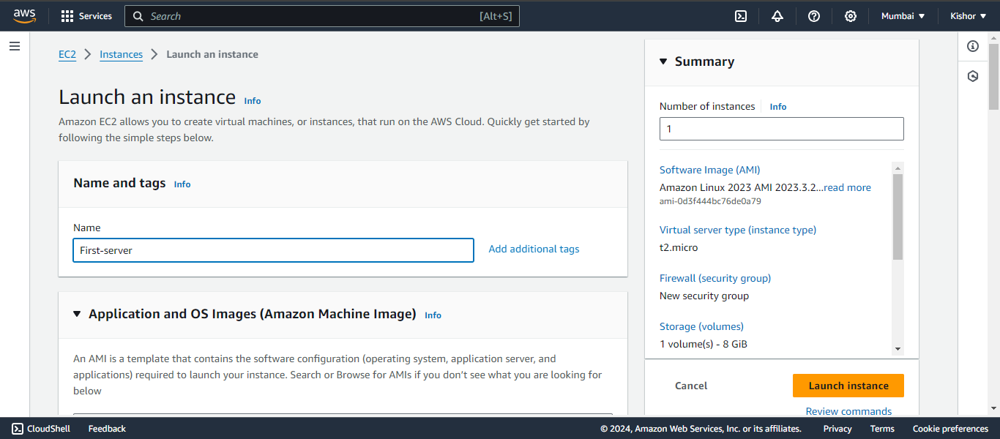 aws
Services
Search
[Alt+S]
Mumbai
Kishor
EC2
Instances
Launch an instance
Launch an instance Info
Amazon EC2 allows you to create virtual machines, or instances, that run on the AWS Cloud. Quickly get started by
following the simple steps below.
Name and tags Info
Name
First-server
Add additional tags
Application and OS Images (Amazon Machine Image) Info
An AMI is a template that contains the software configuration (operating system, application server, and
applications) required to launch your instance. Search or Browse for AMIs if you don't see what you are looking for
below
Summary
Number of instances Info
1
Software Image (AMI)
Amazon Linux 2023 AMI 2023.3.2...read more
ami-0d3f444bc76de0a79
Virtual server type (instance type)
t2.micro
Firewall (security group)
New security group
Storage (volumes)
1 volume(s) - 8 GiB
Cancel
Launch instance
Review commands
CloudShell
Feedback
© 2024, Amazon Web Services, Inc. or its affiliates.
Privacy
Terms
Cookie preferences